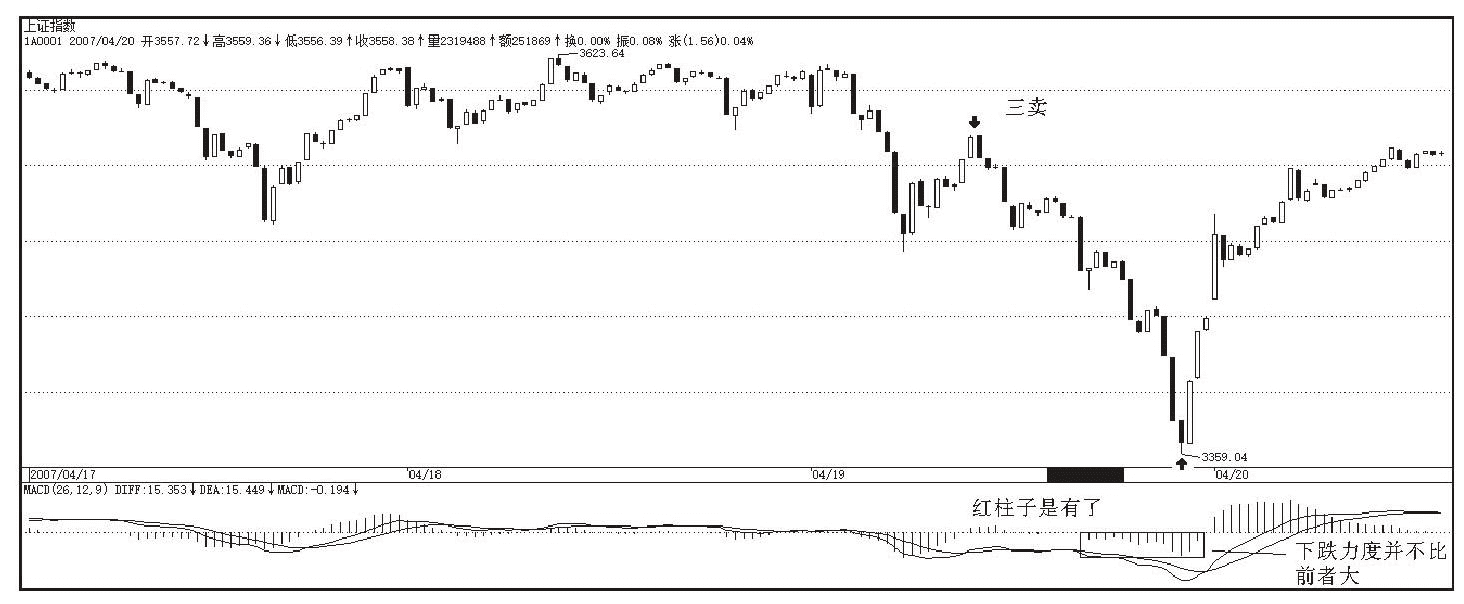 上证指数
1A0001 2007/04/20 开3557.72↓高3559.36↓低3556.39↑收3558.38↑量2319488↑额251869↑换0.00% 振0.08% 涨(1.56)0.04%
3623.64
三卖
3359.04
2007/04/17 04/18 04/19 04/20
MACD(26,12,9) DIFF:15.353↓DEA:15.449↓MACD:-0.194↓
红柱子是有了
下跌力度并不比
前者大